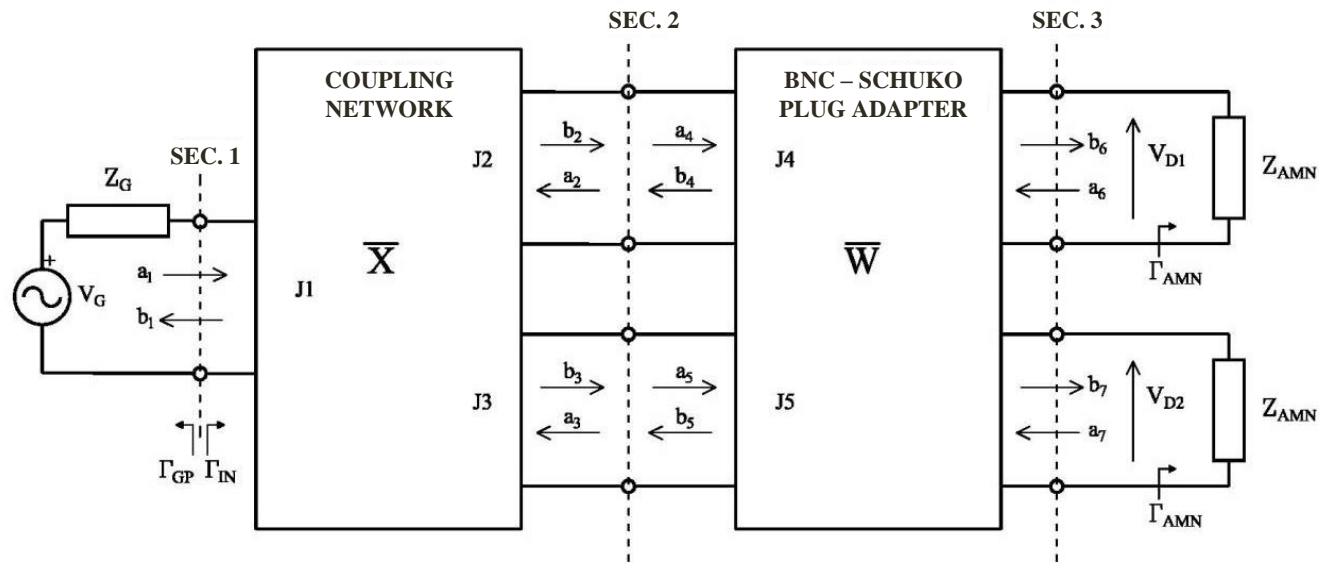 SEC. 2
SEC. 3
COUPLING
NETWORK
BNC – SCHUKO
PLUG ADAPTER
SEC. 1
Z_G
J2
b_2
a_4
J4
b_6
V_D1
Z_AMN
a_2
b_4
a_6
+
V_G
a_1
b_1
J1
X̅
W̅
Γ_AMN
J3
b_3
a_5
J5
b_7
V_D2
Z_AMN
a_3
b_5
a_7
Γ_GP
Γ_IN
Γ_AMN